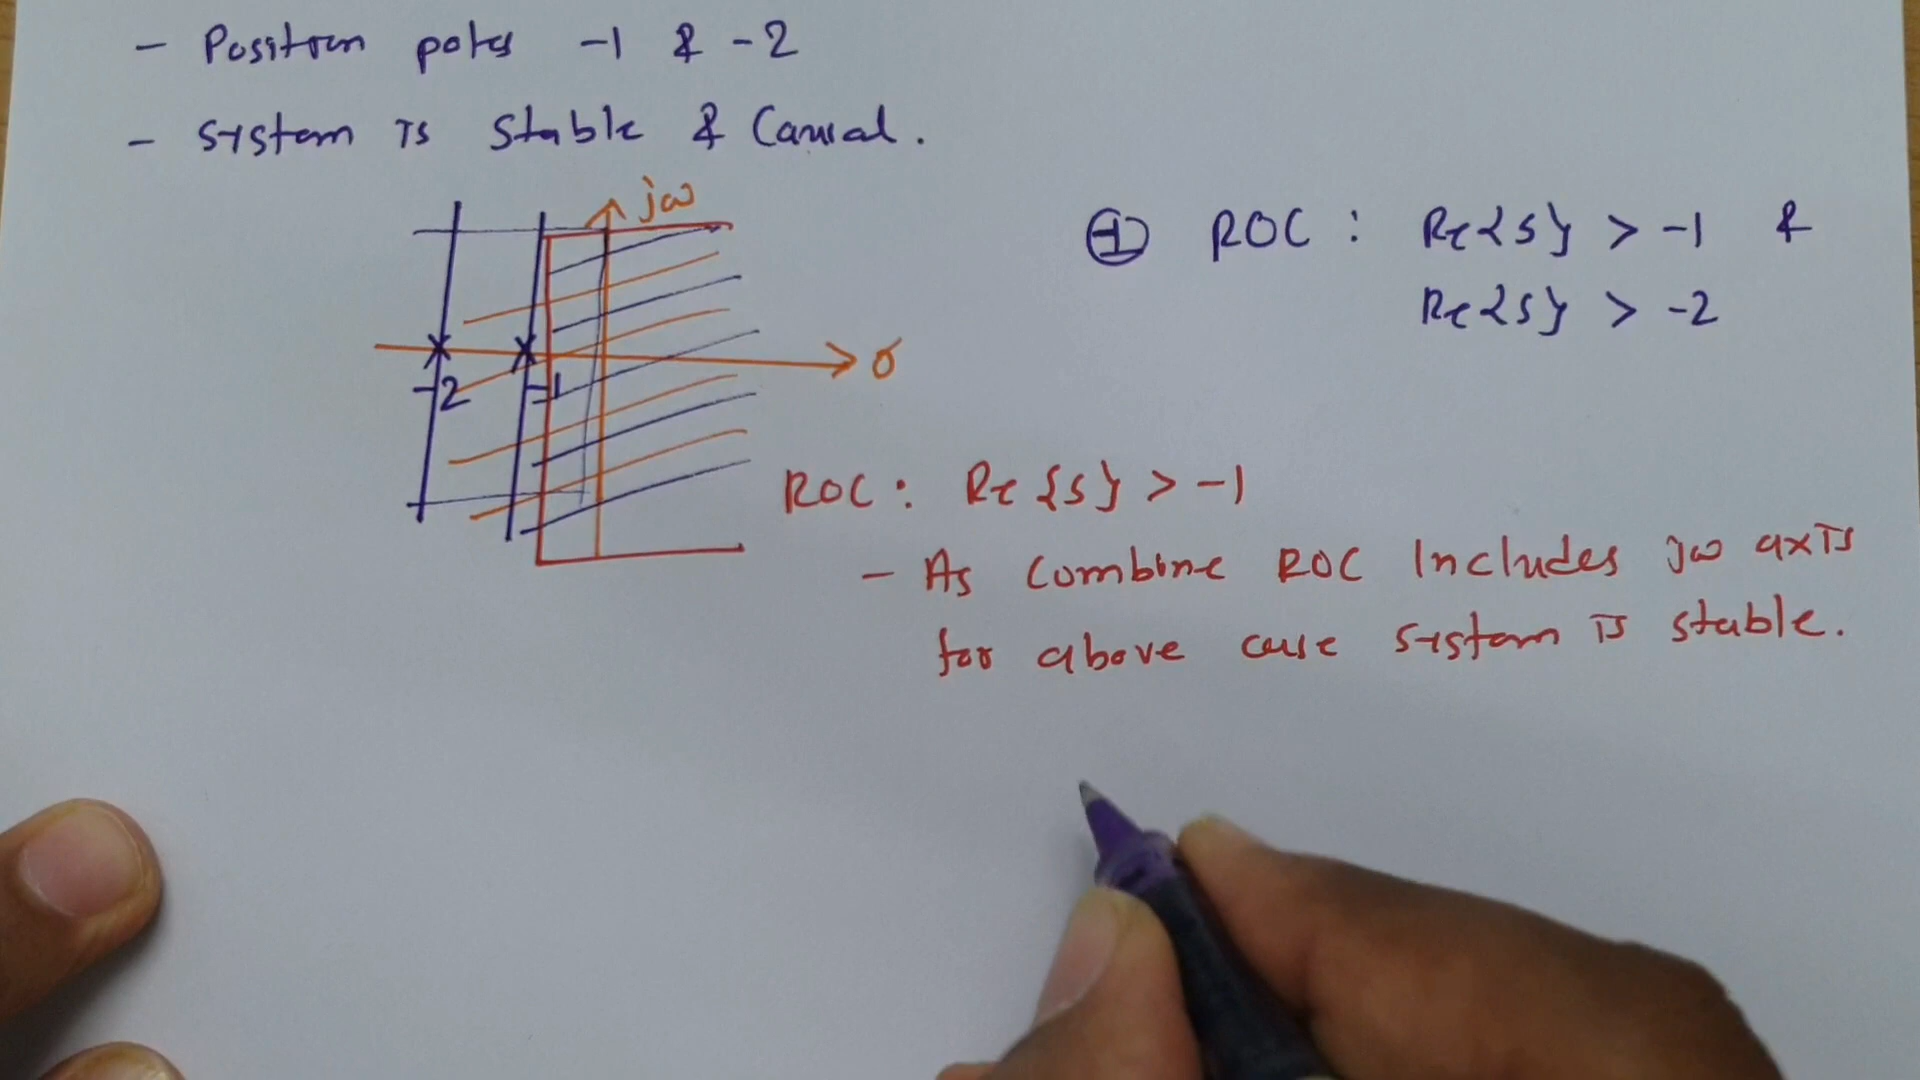 - Position poles -1 & -2
- System is stable & Causal.
jω
σ
-2 -1
① ROC : Re{s} > -1 &
Re{s} > -2
ROC : Re{s} > -1
- As Combine ROC Includes jω axis
for above case system is stable.